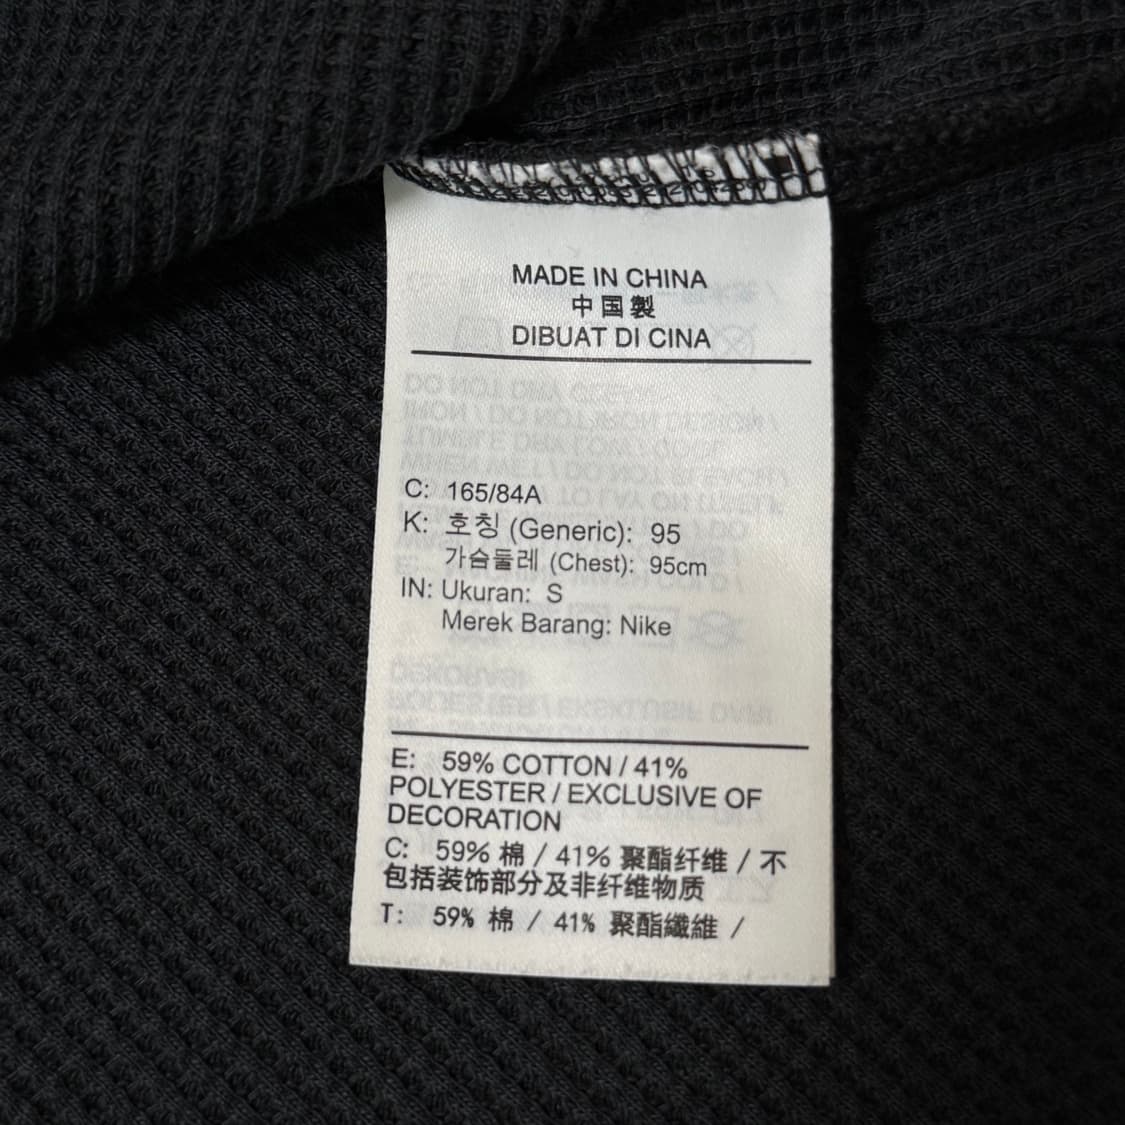 MADE IN CHINA
中国製
DIBUAT DI CINA
C: 165/84A
K: 호칭 (Generic): 95
가슴둘레 (Chest): 95cm
IN: Ukuran: S
Merek Barang: Nike
E: 59% COTTON / 41%
POLYESTER / EXCLUSIVE OF
DECORATION
C: 59% 棉 / 41% 聚酯纤维 / 不
包括装饰部分及非纤维物质
T: 59% 棉 / 41% 聚酯纖維 /